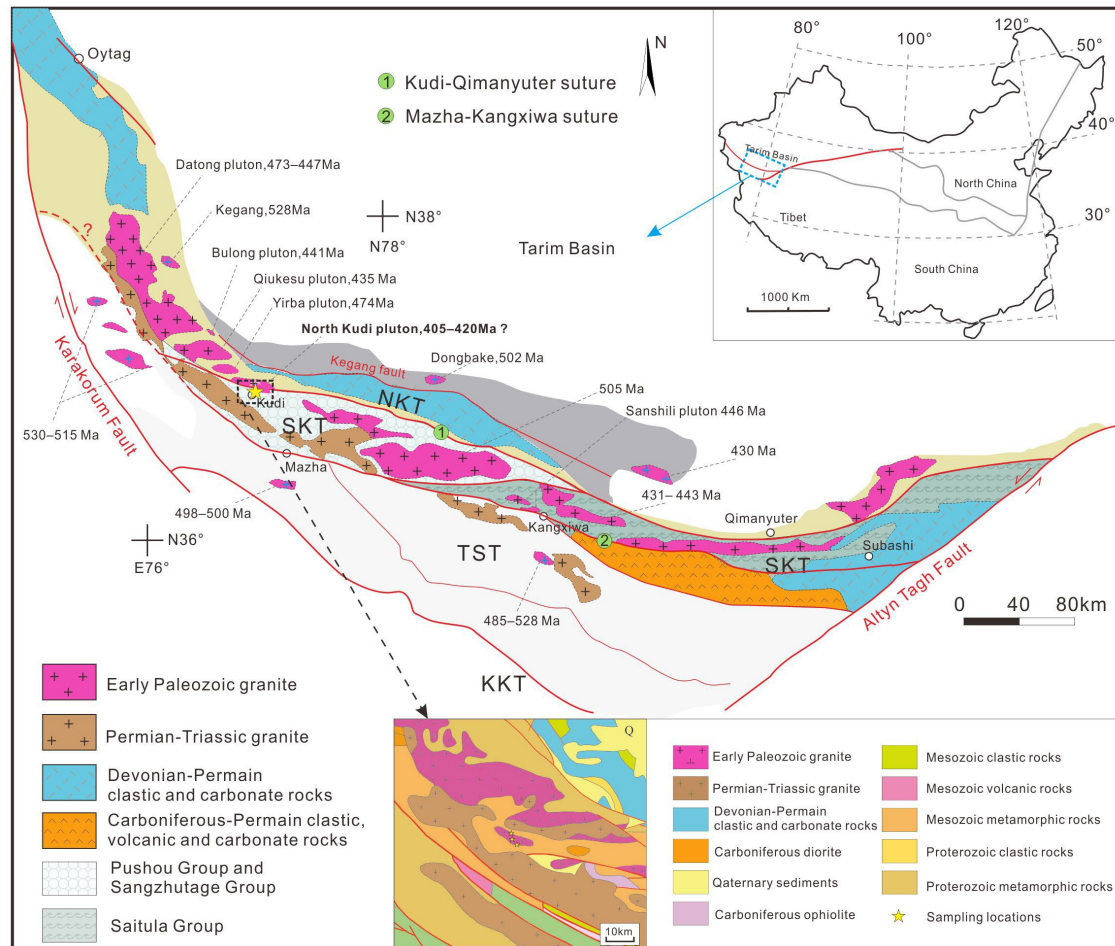 Oytag
N
1 Kudi-Qimanyuter suture
2 Mazha-Kangxiwa suture
Datong pluton,473–447Ma
Kegang,528Ma
N38°
N78°
Tarim Basin
Bulong pluton,441Ma
Qiukesu pluton,435 Ma
Yirba pluton,474Ma
North Kudi pluton,405–420Ma ?
?
Kegang fault
Dongbake, 502 Ma
505 Ma
Sanshili pluton 446 Ma
Karakorum Fault
Kudi
NKT
SKT
1
530–515 Ma
Mazha
430 Ma
431– 443 Ma
498–500 Ma
Kangxiwa
Qimanyuter
2
N36°
E76°
TST
SKT
Subashi
485–528 Ma
Altyn Tagh Fault
0 40 80km
KKT
80°
100°
120°
50°
40°
30°
Tarim Basin
North China
Tibet
South China
1000 Km
Early Paleozoic granite
Permian-Triassic granite
Devonian-Permain
clastic and carbonate rocks
Carboniferous-Permain clastic,
volcanic and carbonate rocks
Pushou Group and
Sangzhutage Group
Saitula Group
Q
10km
Early Paleozoic granite
Permian-Triassic granite
Devonian-Permain
clastic and carbonate rocks
Carboniferous diorite
Qaternary sediments
Carboniferous ophiolite
Mesozoic clastic rocks
Mesozoic volcanic rocks
Mesozoic metamorphic rocks
Proterozoic clastic rocks
Proterozoic metamorphic rocks
Sampling locations